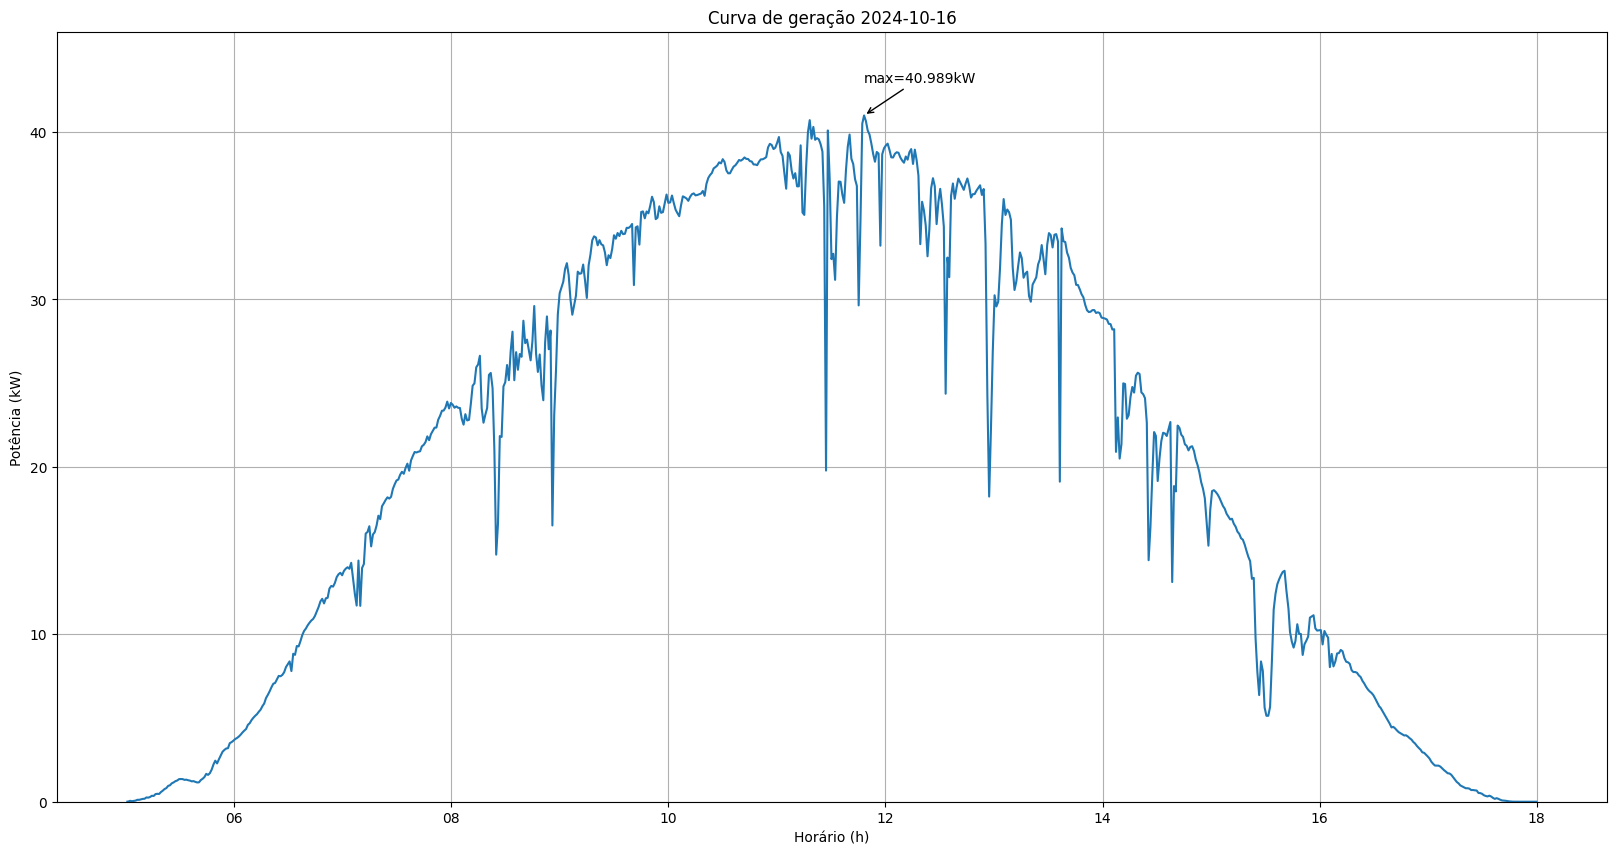 Curva de geração 2024-10-16
max=40.989kW
40
30
20
10
0
Potência (kW)
06 08 10 12 14 16 18
Horário (h)